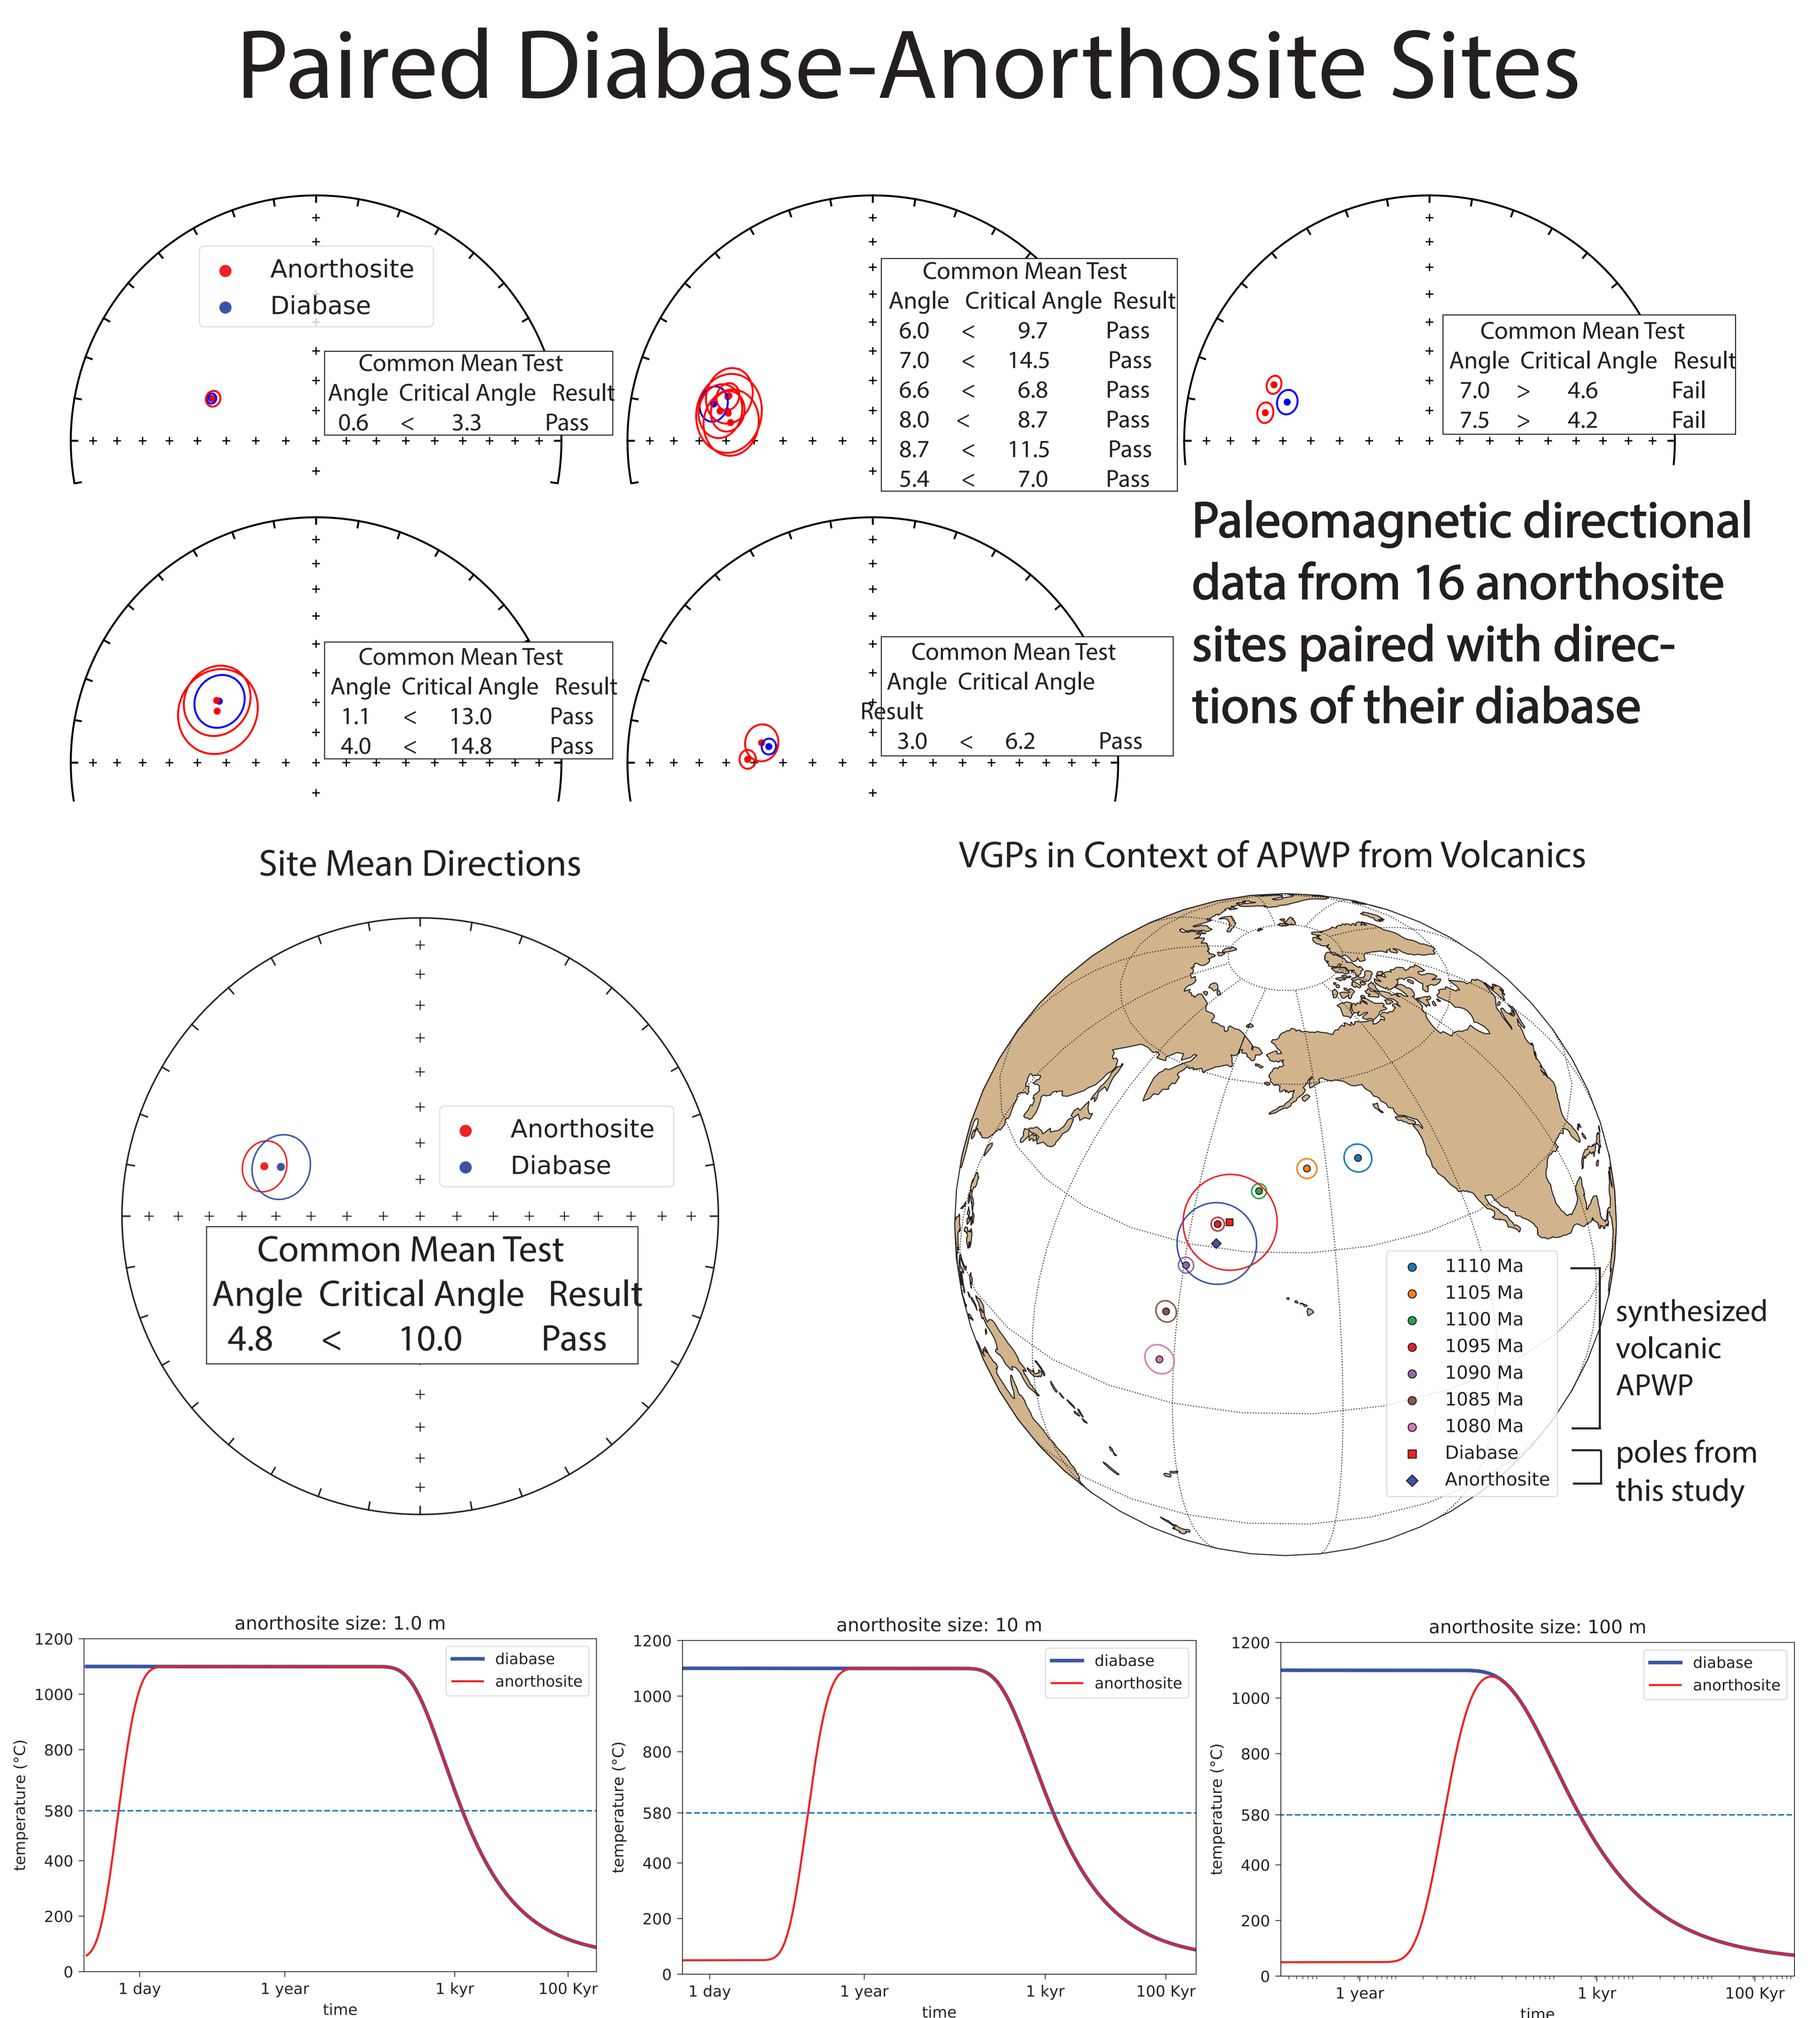 Paired Diabase-Anorthosite Sites
Anorthosite
Diabase
Common Mean Test
Angle Critical Angle Result
0.6 < 3.3 Pass
Common Mean Test
Angle Critical Angle Result
6.0 < 9.7 Pass
7.0 < 14.5 Pass
6.6 < 6.8 Pass
8.0 < 8.7 Pass
8.7 < 11.5 Pass
5.4 < 7.0 Pass
Common Mean Test
Angle Critical Angle Result
7.0 > 4.6 Fail
7.5 > 4.2 Fail
Common Mean Test
Angle Critical Angle Result
1.1 < 13.0 Pass
4.0 < 14.8 Pass
Common Mean Test
Angle Critical Angle
Result
3.0 < 6.2 Pass
Paleomagnetic directional
data from 16 anorthosite
sites paired with direc-
tions of their diabase
Site Mean Directions
Anorthosite
Diabase
Common Mean Test
Angle Critical Angle Result
4.8 < 10.0 Pass
VGPs in Context of APWP from Volcanics
1110 Ma
1105 Ma
1100 Ma
1095 Ma
1090 Ma
1085 Ma
1080 Ma
Diabase
Anorthosite
synthesized
volcanic
APWP
poles from
this study
anorthosite size: 1.0 m
diabase
anorthosite
temperature (°C)
1200
1000
800
580
400
200
0
1 day 1 year 1 kyr 100 Kyr
time
anorthosite size: 10 m
diabase
anorthosite
temperature (°C)
1200
1000
800
580
400
200
0
1 day 1 year 1 kyr 100 Kyr
time
anorthosite size: 100 m
diabase
anorthosite
temperature (°C)
1200
1000
800
580
400
200
0
1 year 1 kyr 100 Kyr
time